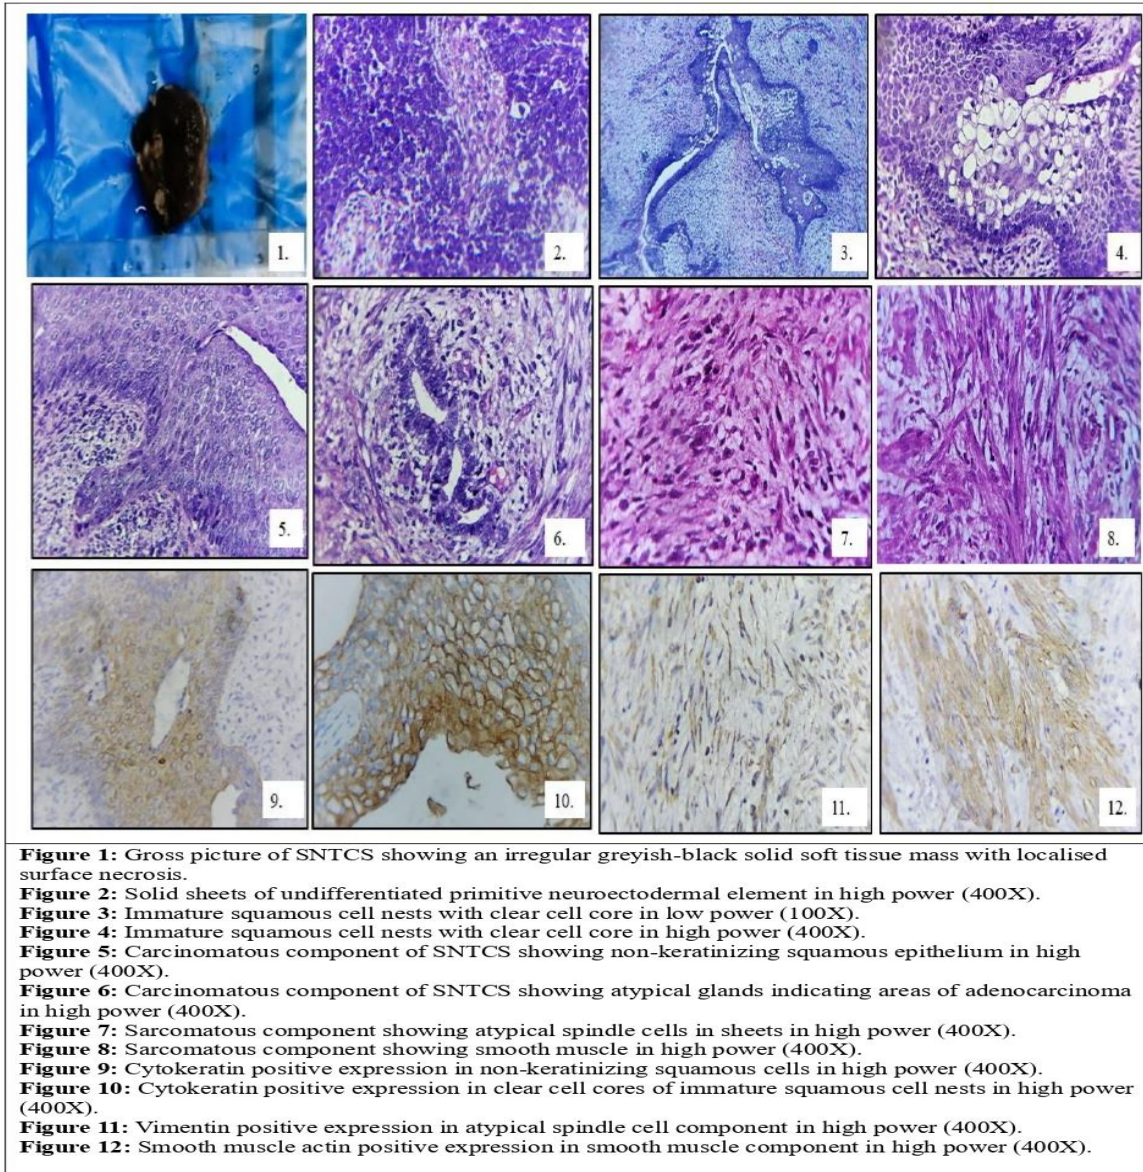 1.
2.
3.
4.
5.
6.
7.
8.
9.
10.
11.
12.
Figure 1: Gross picture of SNTCS showing an irregular greyish-black solid soft tissue mass with localised
surface necrosis.
Figure 2: Solid sheets of undifferentiated primitive neuroectodermal element in high power (400X).
Figure 3: Immature squamous cell nests with clear cell core in low power (100X).
Figure 4: Immature squamous cell nests with clear cell core in high power (400X).
Figure 5: Carcinomatous component of SNTCS showing non-keratinizing squamous epithelium in high
power (400X).
Figure 6: Carcinomatous component of SNTCS showing atypical glands indicating areas of adenocarcinoma
in high power (400X).
Figure 7: Sarcomatous component showing atypical spindle cells in sheets in high power (400X).
Figure 8: Sarcomatous component showing smooth muscle in high power (400X).
Figure 9: Cytokeratin positive expression in non-keratinizing squamous cells in high power (400X).
Figure 10: Cytokeratin positive expression in clear cell cores of immature squamous cell nests in high power
(400X).
Figure 11: Vimentin positive expression in atypical spindle cell component in high power (400X).
Figure 12: Smooth muscle actin positive expression in smooth muscle component in high power (400X).